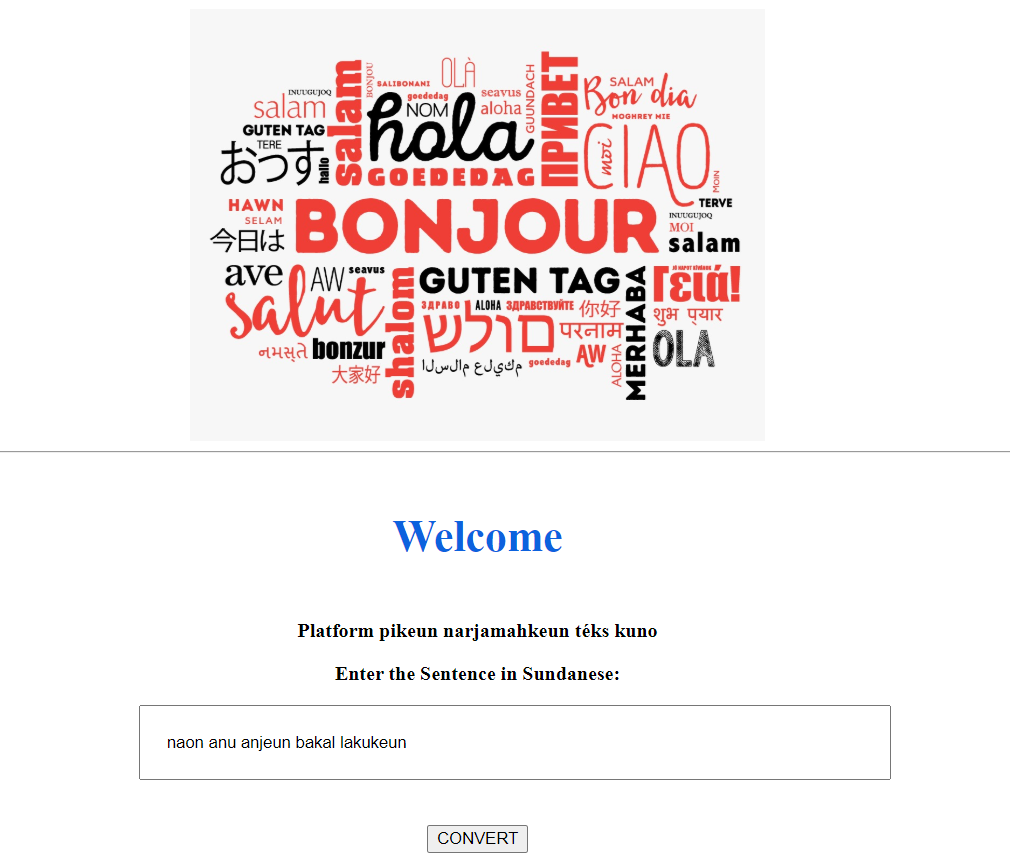 OLÀ
BONJOU
SALIBONANI
INUUGUJOQ
salam
salam
goededag
seavus
NOM
hola
aloha
GUUNDACH
ПРИВЕТ
SALAM
Bon dia
MOGHREY MIE
GUTEN TAG
TERE
おっす
hallo
GOEDEDAG
moi
CIAO
MOIN
HAWN
SELAM
今日は
BONJOUR
TERVE
INUUGUJOQ
MOI
salam
ave
AW
seavus
salut
shalom
GUTEN TAG
MERHABA
Γειά!
ЗДРАВО
ALOHA
ЗДРАВСТВУЙТЕ
你好
शुभ प्यार
שלום
परनाम
OLA
નમસ્તે
bonzur
大家好
السلام عليكم
goededag
AW
ALOHA
Welcome
Platform pikeun narjamahkeun téks kuno
Enter the Sentence in Sundanese:
naon anu anjeun bakal lakukeun
CONVERT